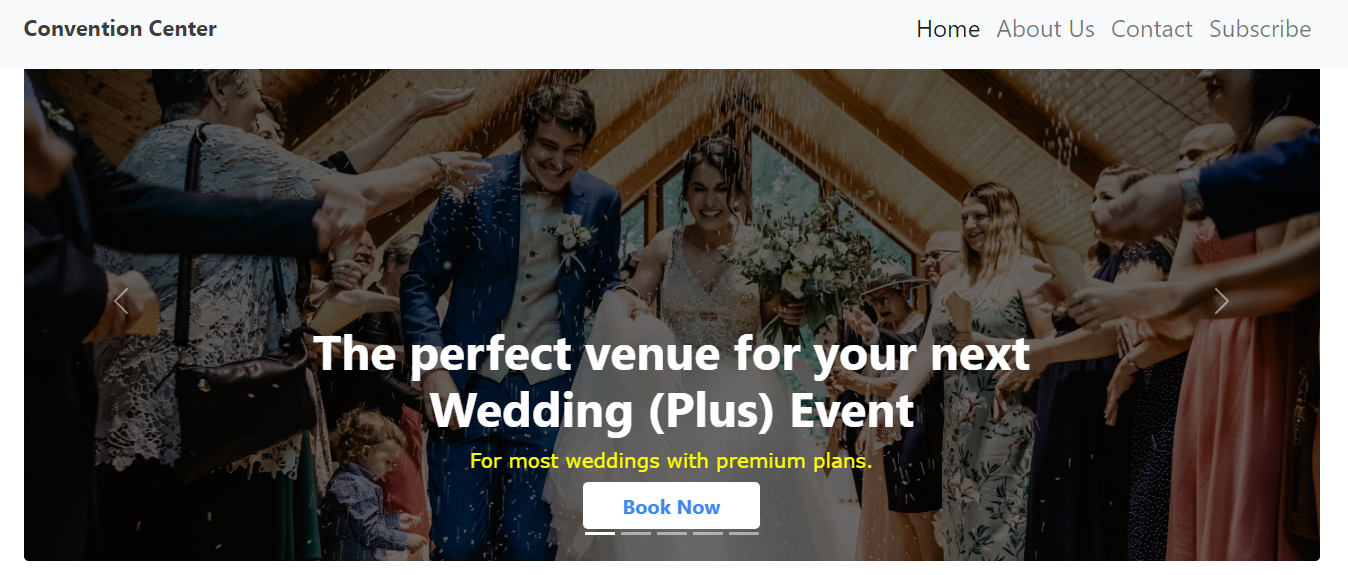 Convention Center
Home About Us Contact Subscribe
The perfect venue for your next
Wedding (Plus) Event
For most weddings with premium plans.
Book Now